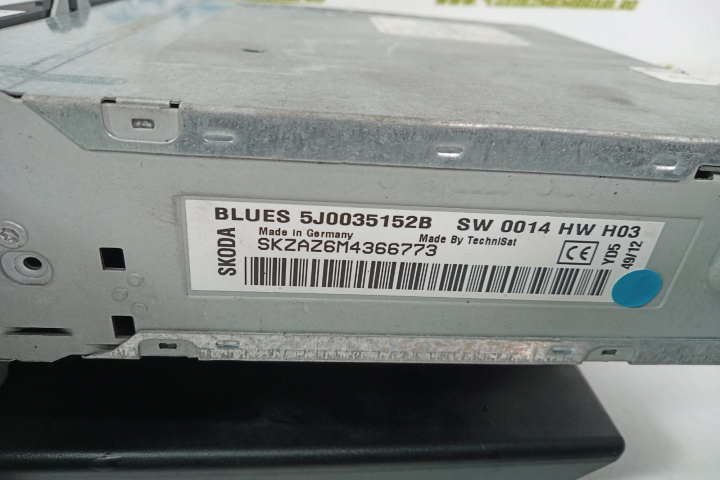 BLUES 5J0035152B SW 0014 HW H03
Made in Germany Made By TechniSat
SKZAZ6M4366773
SKODA
CE
Y05
49/12